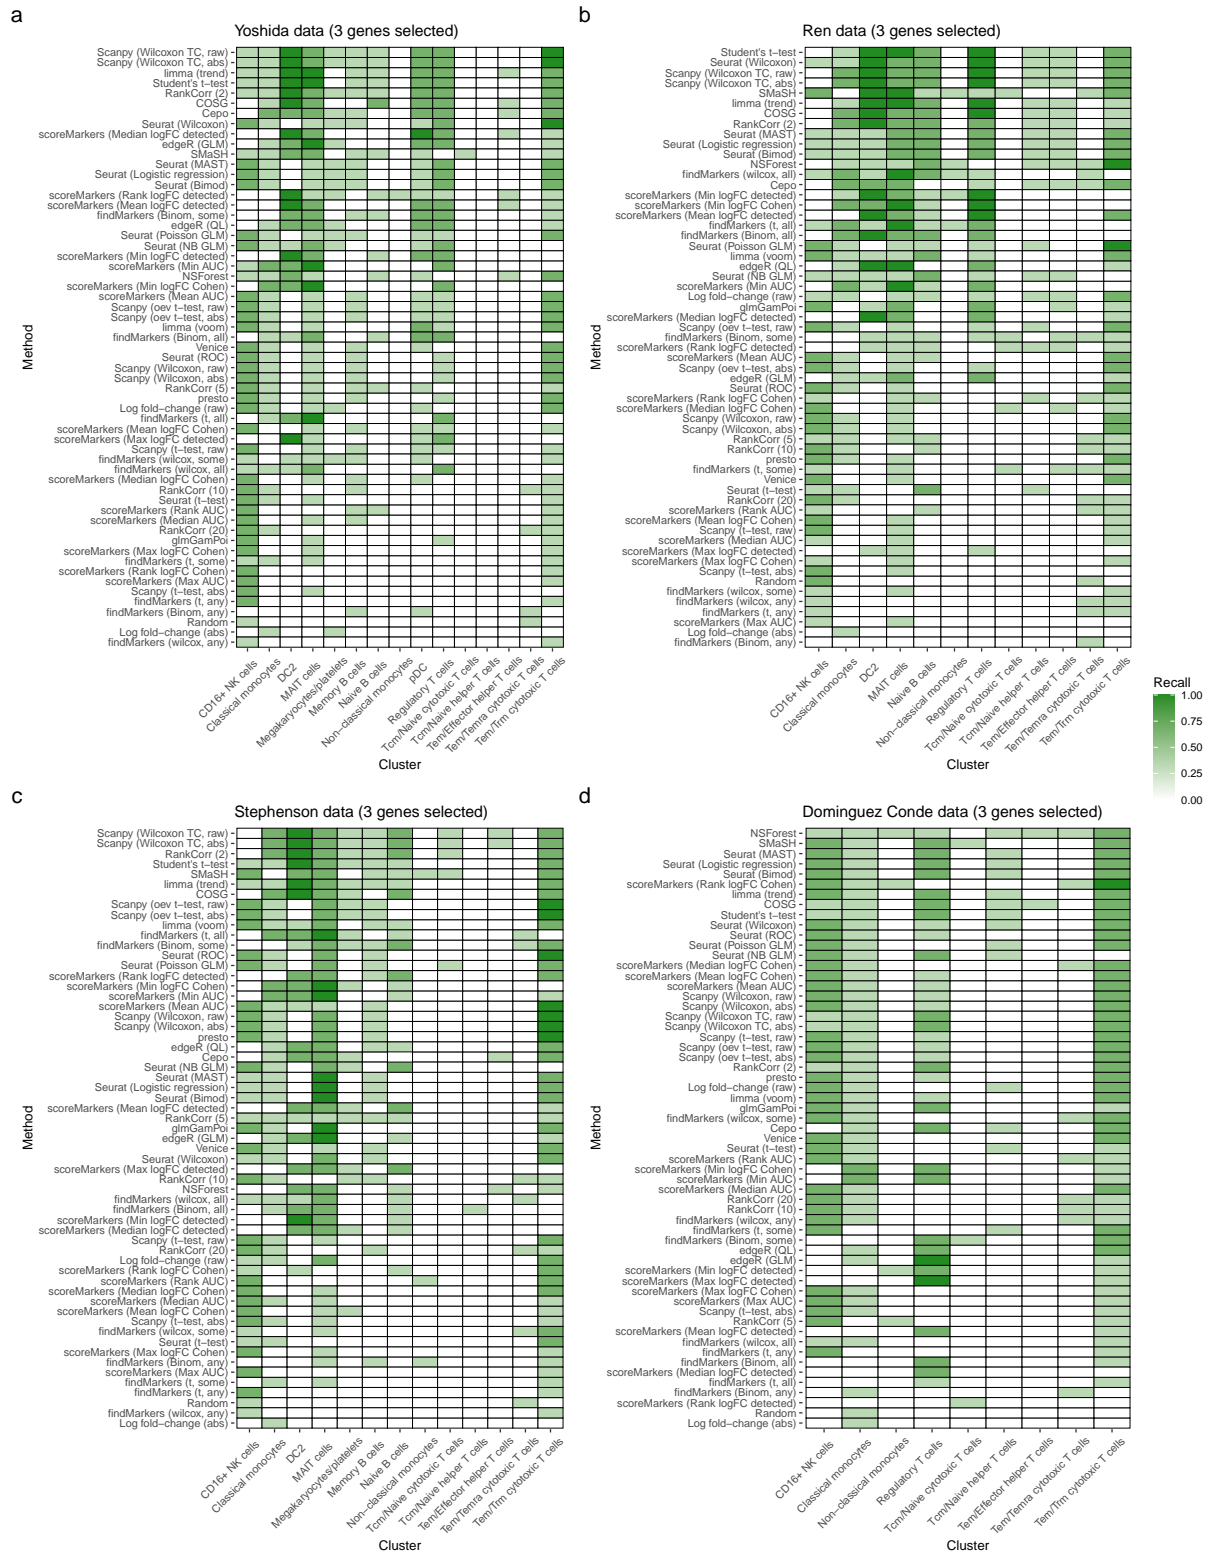 a
Yoshida data (3 genes selected)
Scanpy (Wilcoxon TC, raw)
Scanpy (Wilcoxon TC, abs)
limma (trend)
Student's t−test
RankCorr (2)
COSG
Cepo
Seurat (Wilcoxon)
scoreMarkers (Median logFC detected)
edgeR (GLM)
SMaSH
Seurat (MAST)
Seurat (Logistic regression)
Seurat (Bimod)
scoreMarkers (Rank logFC detected)
scoreMarkers (Mean logFC detected)
findMarkers (Binom, some)
edgeR (QL)
Seurat (Poisson GLM)
Seurat (NB GLM)
scoreMarkers (Min logFC detected)
scoreMarkers (Min AUC)
NSForest
scoreMarkers (Min logFC Cohen)
scoreMarkers (Mean AUC)
Scanpy (oev t−test, raw)
Scanpy (oev t−test, abs)
limma (voom)
findMarkers (Binom, all)
Venice
Seurat (ROC)
Scanpy (Wilcoxon, raw)
Scanpy (Wilcoxon, abs)
RankCorr (5)
presto
Log fold−change (raw)
findMarkers (t, all)
scoreMarkers (Mean logFC Cohen)
scoreMarkers (Max logFC detected)
Scanpy (t−test, raw)
findMarkers (wilcox, some)
findMarkers (wilcox, all)
scoreMarkers (Median logFC Cohen)
RankCorr (10)
Seurat (t−test)
scoreMarkers (Rank AUC)
scoreMarkers (Median AUC)
RankCorr (20)
glmGamPoi
scoreMarkers (Max logFC Cohen)
findMarkers (t, some)
scoreMarkers (Rank logFC Cohen)
scoreMarkers (Max AUC)
Scanpy (t−test, abs)
findMarkers (t, any)
findMarkers (Binom, any)
Random
Log fold−change (abs)
findMarkers (wilcox, any)
Method
CD16+ NK cells
Classical monocytes
DC2
MAIT cells
Megakaryocytes/platelets
Memory B cells
Naive B cells
Non−classical monocytes
pDC
Regulatory T cells
Tcm/Naive cytotoxic T cells
Tcm/Naive helper T cells
Tem/Effector helper T cells
Tem/Temra cytotoxic T cells
Tem/Trm cytotoxic T cells
Cluster
b
Ren data (3 genes selected)
Student's t−test
Seurat (Wilcoxon)
Scanpy (Wilcoxon TC, raw)
Scanpy (Wilcoxon TC, abs)
SMaSH
limma (trend)
COSG
RankCorr (2)
Seurat (MAST)
Seurat (Logistic regression)
Seurat (Bimod)
NSForest
findMarkers (wilcox, all)
Cepo
scoreMarkers (Min logFC detected)
scoreMarkers (Min logFC Cohen)
scoreMarkers (Mean logFC detected)
findMarkers (t, all)
findMarkers (Binom, all)
Seurat (Poisson GLM)
limma (voom)
edgeR (QL)
Seurat (NB GLM)
scoreMarkers (Min AUC)
Log fold−change (raw)
glmGamPoi
scoreMarkers (Median logFC detected)
Scanpy (oev t−test, raw)
findMarkers (Binom, some)
scoreMarkers (Rank logFC detected)
scoreMarkers (Mean AUC)
Scanpy (oev t−test, abs)
edgeR (GLM)
Seurat (ROC)
scoreMarkers (Rank logFC Cohen)
scoreMarkers (Median logFC Cohen)
Scanpy (Wilcoxon, raw)
Scanpy (Wilcoxon, abs)
RankCorr (5)
RankCorr (10)
presto
findMarkers (t, some)
Venice
Seurat (t−test)
RankCorr (20)
scoreMarkers (Rank AUC)
scoreMarkers (Mean logFC Cohen)
Scanpy (t−test, raw)
scoreMarkers (Median AUC)
scoreMarkers (Max logFC detected)
scoreMarkers (Max logFC Cohen)
Scanpy (t−test, abs)
Random
findMarkers (wilcox, some)
findMarkers (wilcox, any)
findMarkers (t, any)
scoreMarkers (Max AUC)
Log fold−change (abs)
findMarkers (Binom, any)
Method
CD16+ NK cells
Classical monocytes
DC2
MAIT cells
Naive B cells
Non−classical monocytes
Regulatory T cells
Tcm/Naive cytotoxic T cells
Tcm/Naive helper T cells
Tem/Effector helper T cells
Tem/Temra cytotoxic T cells
Tem/Trm cytotoxic T cells
Cluster
Recall
1.00
0.75
0.50
0.25
0.00
c
Stephenson data (3 genes selected)
Scanpy (Wilcoxon TC, raw)
Scanpy (Wilcoxon TC, abs)
RankCorr (2)
Student's t−test
SMaSH
limma (trend)
COSG
Scanpy (oev t−test, raw)
Scanpy (oev t−test, abs)
limma (voom)
findMarkers (t, all)
findMarkers (Binom, some)
Seurat (ROC)
Seurat (Poisson GLM)
scoreMarkers (Rank logFC detected)
scoreMarkers (Min logFC Cohen)
scoreMarkers (Min AUC)
scoreMarkers (Mean AUC)
Scanpy (Wilcoxon, raw)
Scanpy (Wilcoxon, abs)
presto
edgeR (QL)
Cepo
Seurat (NB GLM)
Seurat (MAST)
Seurat (Logistic regression)
Seurat (Bimod)
scoreMarkers (Mean logFC detected)
RankCorr (5)
glmGamPoi
edgeR (GLM)
Venice
Seurat (Wilcoxon)
scoreMarkers (Max logFC detected)
RankCorr (10)
NSForest
findMarkers (wilcox, all)
findMarkers (Binom, all)
scoreMarkers (Min logFC detected)
scoreMarkers (Median logFC detected)
Scanpy (t−test, raw)
RankCorr (20)
Log fold−change (raw)
scoreMarkers (Rank logFC Cohen)
scoreMarkers (Rank AUC)
scoreMarkers (Median logFC Cohen)
scoreMarkers (Median AUC)
scoreMarkers (Mean logFC Cohen)
Scanpy (t−test, abs)
findMarkers (wilcox, some)
Seurat (t−test)
scoreMarkers (Max logFC Cohen)
findMarkers (Binom, any)
scoreMarkers (Max AUC)
findMarkers (t, some)
findMarkers (t, any)
Random
findMarkers (wilcox, any)
Log fold−change (abs)
Method
CD16+ NK cells
Classical monocytes
DC2
MAIT cells
Megakaryocytes/platelets
Memory B cells
Naive B cells
Non−classical monocytes
Tcm/Naive cytotoxic T cells
Tcm/Naive helper T cells
Tem/Effector helper T cells
Tem/Temra cytotoxic T cells
Tem/Trm cytotoxic T cells
Cluster
d
Dominguez Conde data (3 genes selected)
NSForest
SMaSH
Seurat (MAST)
Seurat (Logistic regression)
Seurat (Bimod)
scoreMarkers (Rank logFC Cohen)
limma (trend)
COSG
Student's t−test
Seurat (Wilcoxon)
Seurat (ROC)
Seurat (Poisson GLM)
Seurat (NB GLM)
scoreMarkers (Median logFC Cohen)
scoreMarkers (Mean logFC Cohen)
scoreMarkers (Mean AUC)
Scanpy (Wilcoxon, raw)
Scanpy (Wilcoxon, abs)
Scanpy (Wilcoxon TC, raw)
Scanpy (Wilcoxon TC, abs)
Scanpy (t−test, raw)
Scanpy (oev t−test, raw)
Scanpy (oev t−test, abs)
RankCorr (2)
presto
Log fold−change (raw)
limma (voom)
glmGamPoi
findMarkers (wilcox, some)
Cepo
Venice
Seurat (t−test)
scoreMarkers (Rank AUC)
scoreMarkers (Min logFC Cohen)
scoreMarkers (Min AUC)
scoreMarkers (Median AUC)
RankCorr (20)
RankCorr (10)
findMarkers (wilcox, any)
findMarkers (t, some)
findMarkers (Binom, some)
edgeR (QL)
edgeR (GLM)
scoreMarkers (Min logFC detected)
scoreMarkers (Max logFC detected)
scoreMarkers (Max logFC Cohen)
scoreMarkers (Max AUC)
Scanpy (t−test, abs)
RankCorr (5)
scoreMarkers (Mean logFC detected)
findMarkers (wilcox, all)
findMarkers (t, any)
findMarkers (Binom, all)
scoreMarkers (Median logFC detected)
findMarkers (t, all)
findMarkers (Binom, any)
scoreMarkers (Rank logFC detected)
Random
Log fold−change (abs)
Method
CD16+ NK cells
Classical monocytes
Non−classical monocytes
Regulatory T cells
Tcm/Naive cytotoxic T cells
Tcm/Naive helper T cells
Tem/Effector helper T cells
Tem/Temra cytotoxic T cells
Tem/Trm cytotoxic T cells
Cluster